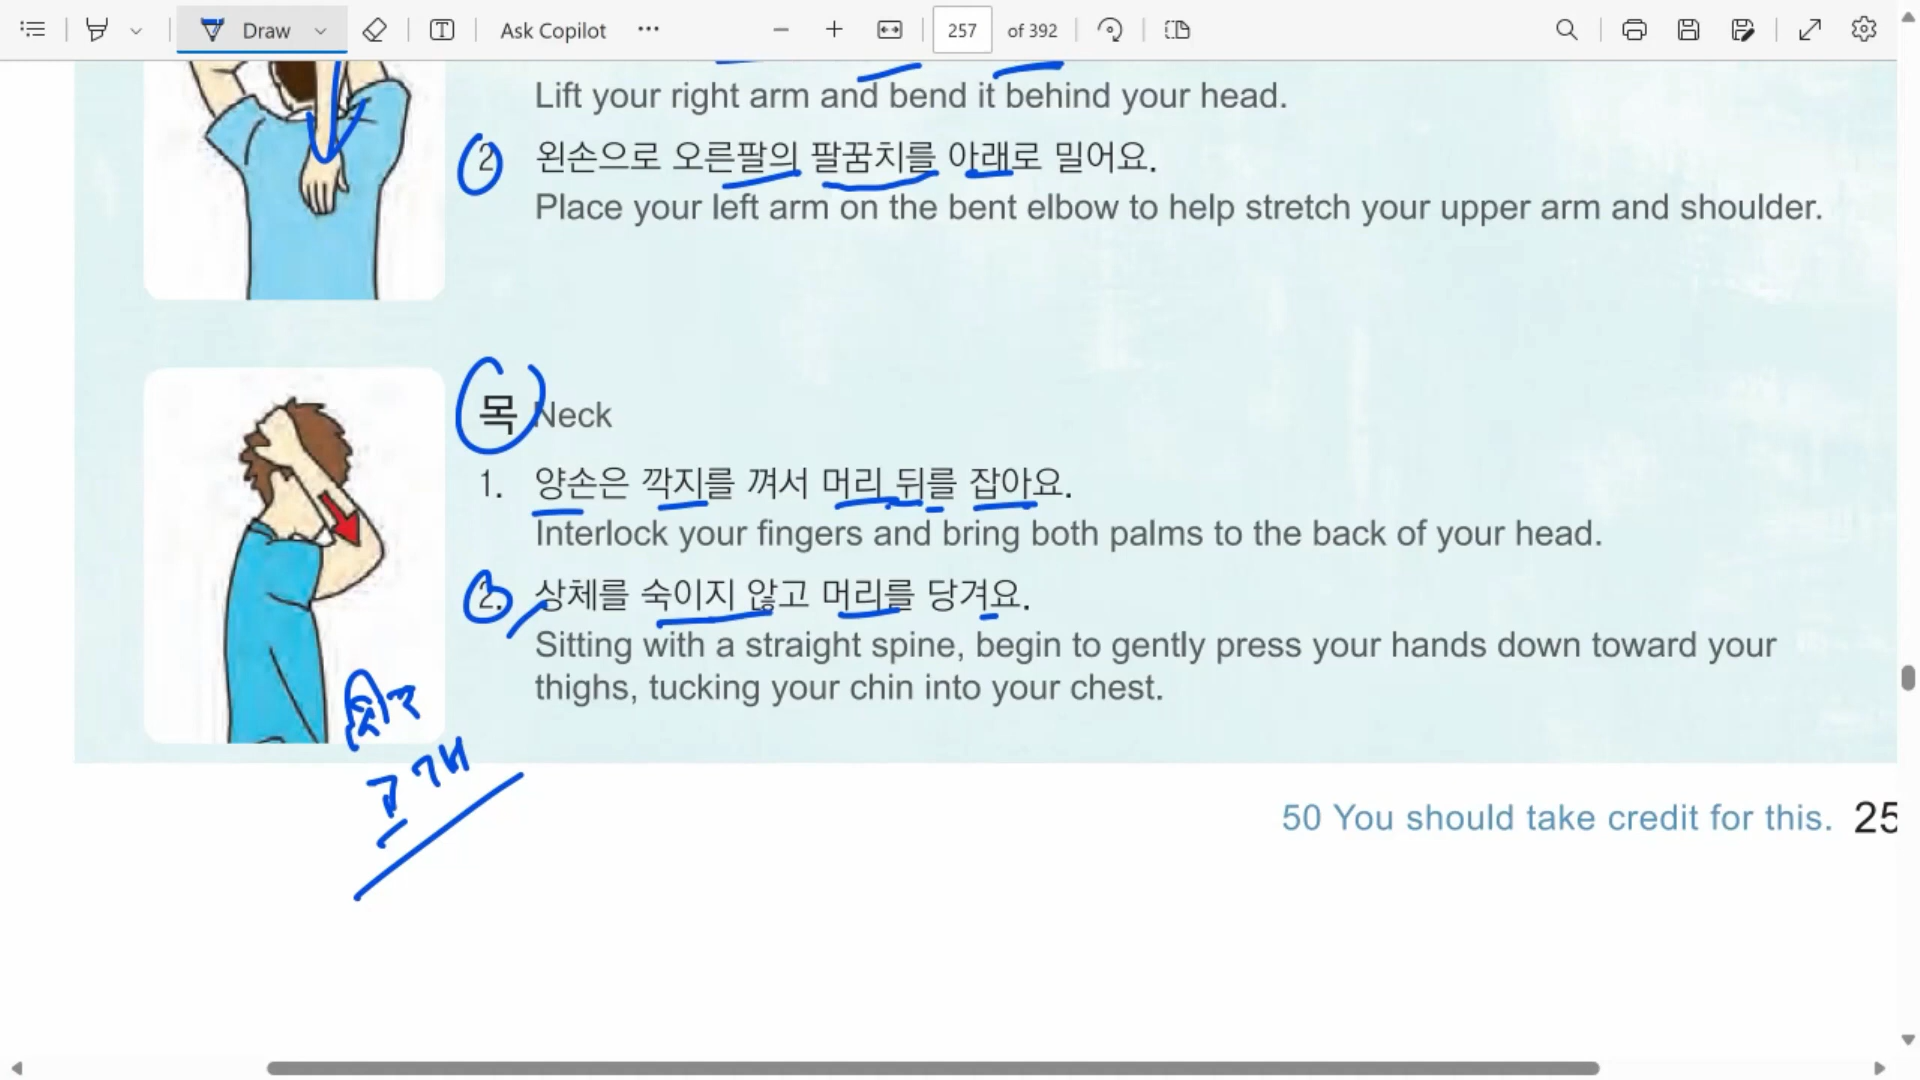 Draw
Ask Copilot
257 of 392
Lift your right arm and bend it behind your head.
2 왼손으로 오른팔의 팔꿈치를 아래로 밀어요.
Place your left arm on the bent elbow to help stretch your upper arm and shoulder.
목 Neck
1. 양손은 깍지를 껴서 머리 뒤를 잡아요.
Interlock your fingers and bring both palms to the back of your head.
2. 상체를 숙이지 않고 머리를 당겨요.
Sitting with a straight spine, begin to gently press your hands down toward your
thighs, tucking your chin into your chest.
50 You should take credit for this. 25